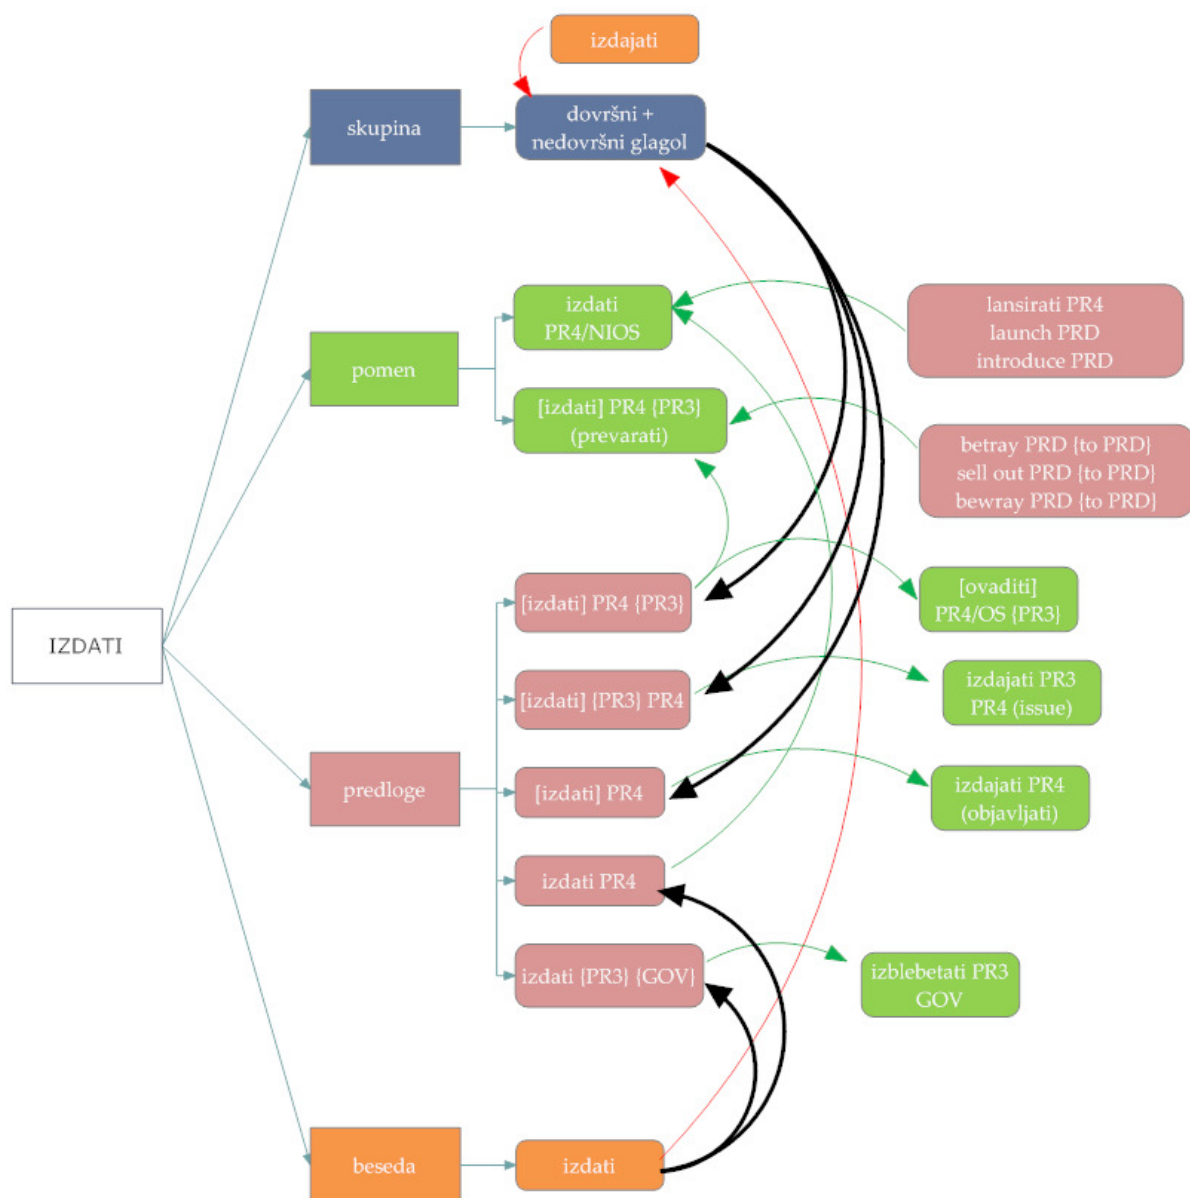 izdajati
skupina
dovršni +
nedovršni glagol
izdati
PR4/NIOS
lansirati PR4
launch PRD
introduce PRD
pomen
[izdati] PR4 {PR3}
(prevarati)
betray PRD {to PRD}
sell out PRD {to PRD}
bewray PRD {to PRD}
[izdati] PR4 {PR3}
[ovaditi]
PR4/OS {PR3}
IZDATI
[izdati] {PR3} PR4
izdajati PR3
PR4 (issue)
predloge
[izdati] PR4
izdajati PR4
(objavljati)
izdati PR4
izdati {PR3} {GOV}
izblebetati PR3
GOV
beseda
izdati